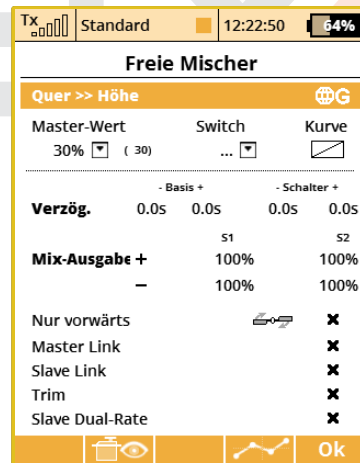 Tx Standard 12:22:50 64%
Freie Mischer
Quer >> Höhe G
Master-Wert Switch Kurve
30% ( 30) ...
- Basis + - Schalter +
Verzög. 0.0s 0.0s 0.0s 0.0s
S1 S2
Mix-Ausgabe + 100% 100%
– 100% 100%
Nur vorwärts
Master Link
Slave Link
Trim
Slave Dual-Rate
Ok